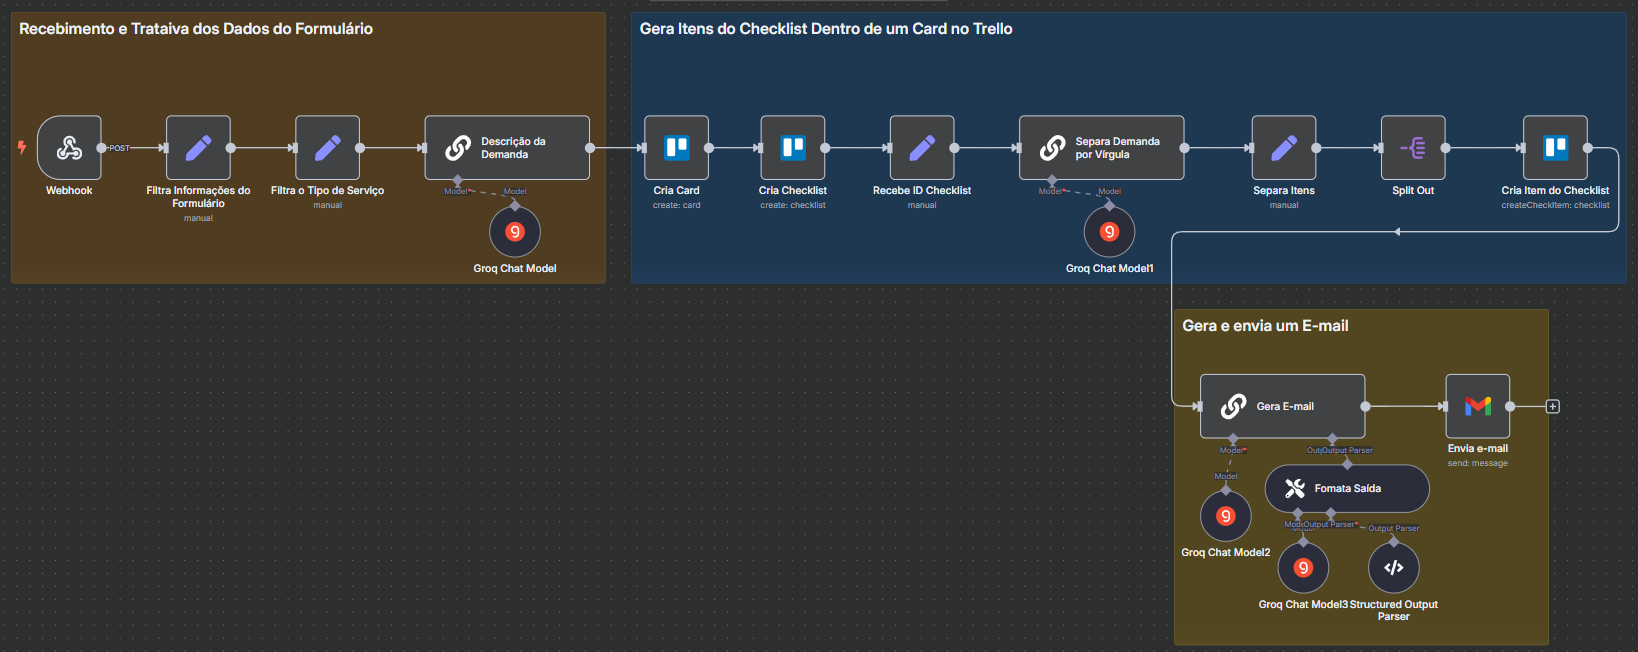 Recebimento e Trataiva dos Dados do Formulário
Gera Itens do Checklist Dentro de um Card no Trello
POST
Webhook
Filtra Informações do
Formulário
manual
Filtra o Tipo de Serviço
manual
Descrição da
Demanda
Model*
Model
Groq Chat Model
Cria Card
create: card
Cria Checklist
create: checklist
Recebe ID Checklist
manual
Separa Demanda
por Vírgula
Model*
Model
Groq Chat Model1
Separa Itens
manual
Split Out
Cria Item do Checklist
createCheckItem: checklist
Gera e envia um E-mail
Gera E-mail
Model*
Output Parser
Model
Groq Chat Model2
Fomata Saída
Output Parser*
Output Parser
Groq Chat Model3
Structured Output
Parser
Envia e-mail
send: message